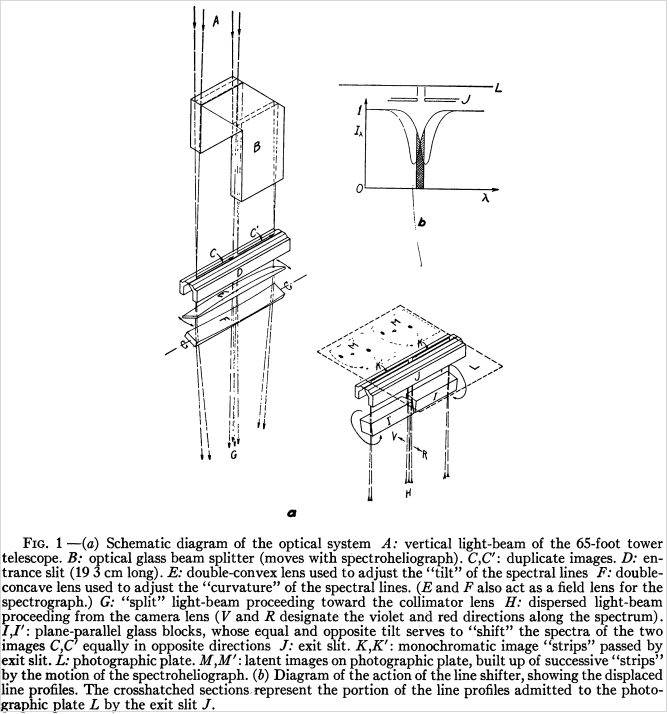 A
B
C C'
D
E
F
G
a
L
J
1
Iλ
0
λ
b
M
M
K'
K
J
L
I
I
V
R
H
FIG. 1 —(a) Schematic diagram of the optical system A: vertical light-beam of the 65-foot tower
telescope. B: optical glass beam splitter (moves with spectroheliograph). C,C': duplicate images. D: en-
trance slit (19 3 cm long). E: double-convex lens used to adjust the “tilt” of the spectral lines F: double-
concave lens used to adjust the “curvature” of the spectral lines. (E and F also act as a field lens for the
spectrograph.) G: “split” light-beam proceeding toward the collimator lens H: dispersed light-beam
proceeding from the camera lens (V and R designate the violet and red directions along the spectrum).
I,I': plane-parallel glass blocks, whose equal and opposite tilt serves to “shift” the spectra of the two
images C,C' equally in opposite directions J: exit slit. K,K': monochromatic image “strips” passed by
exit slit. L: photographic plate. M,M': latent images on photographic plate, built up of successive “strips”
by the motion of the spectroheliograph. (b) Diagram of the action of the line shifter, showing the displaced
line profiles. The crosshatched sections represent the portion of the line profiles admitted to the photo-
graphic plate L by the exit slit J.